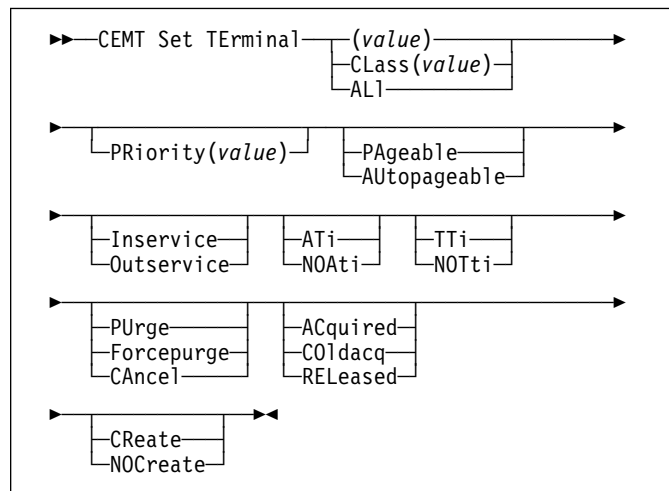 CEMT Set TErminal (value)
CLass(value)
ALl
PRiority(value) PAgeable
AUtopageable
Inservice ATi TTi
Outservice NOAti NOTti
PUrge ACquired
Forcepurge COldacq
CAncel RELeased
CReate
NOCreate